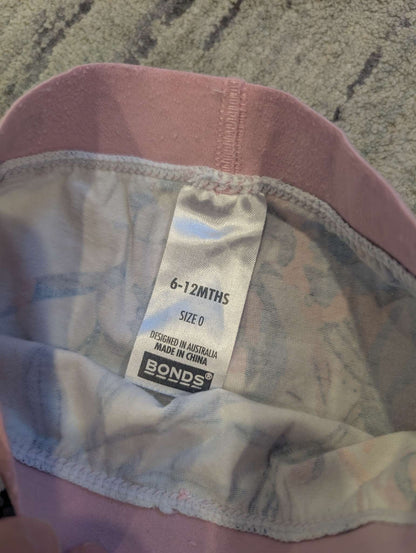 6-12MTHS
SIZE 0
DESIGNED IN AUSTRALIA
MADE IN CHINA
BONDS®